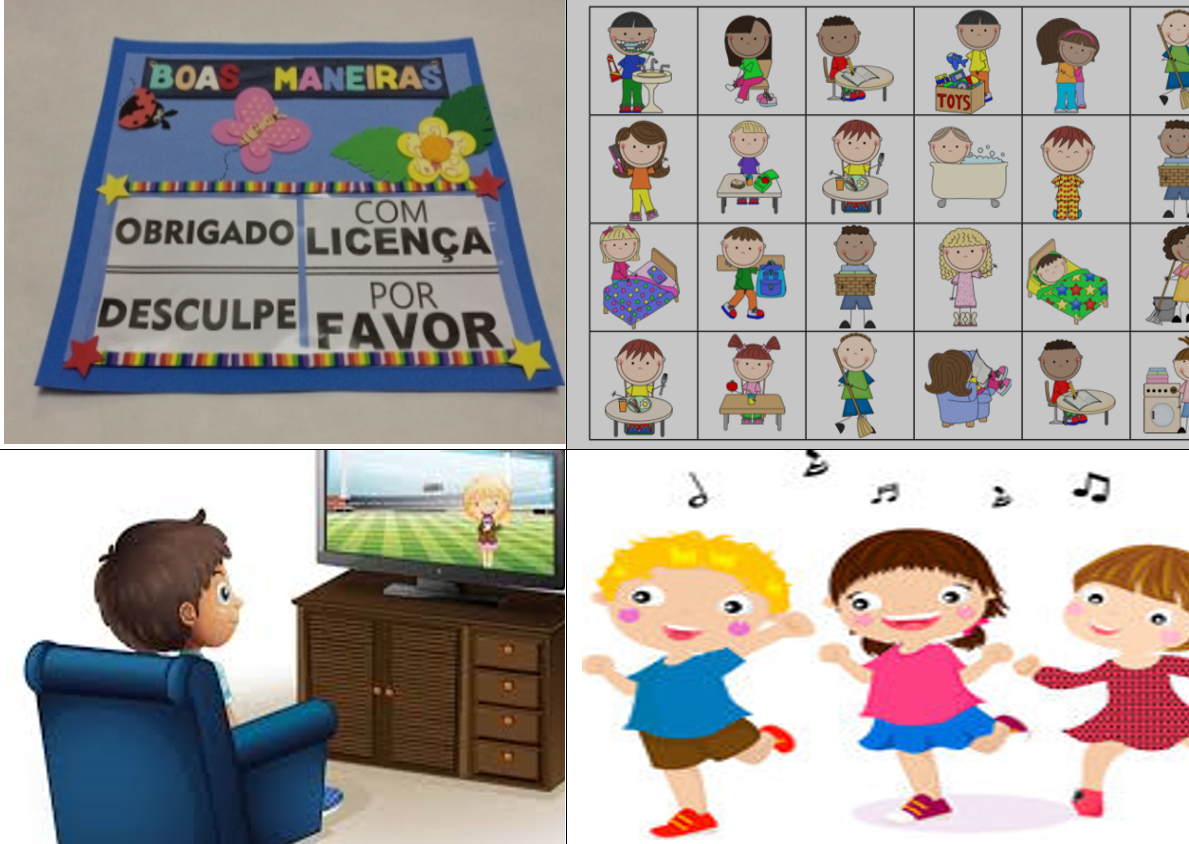 BOAS MANEIRAS
OBRIGADO
COM
LICENÇA
DESCULPE
POR
FAVOR
TOYS